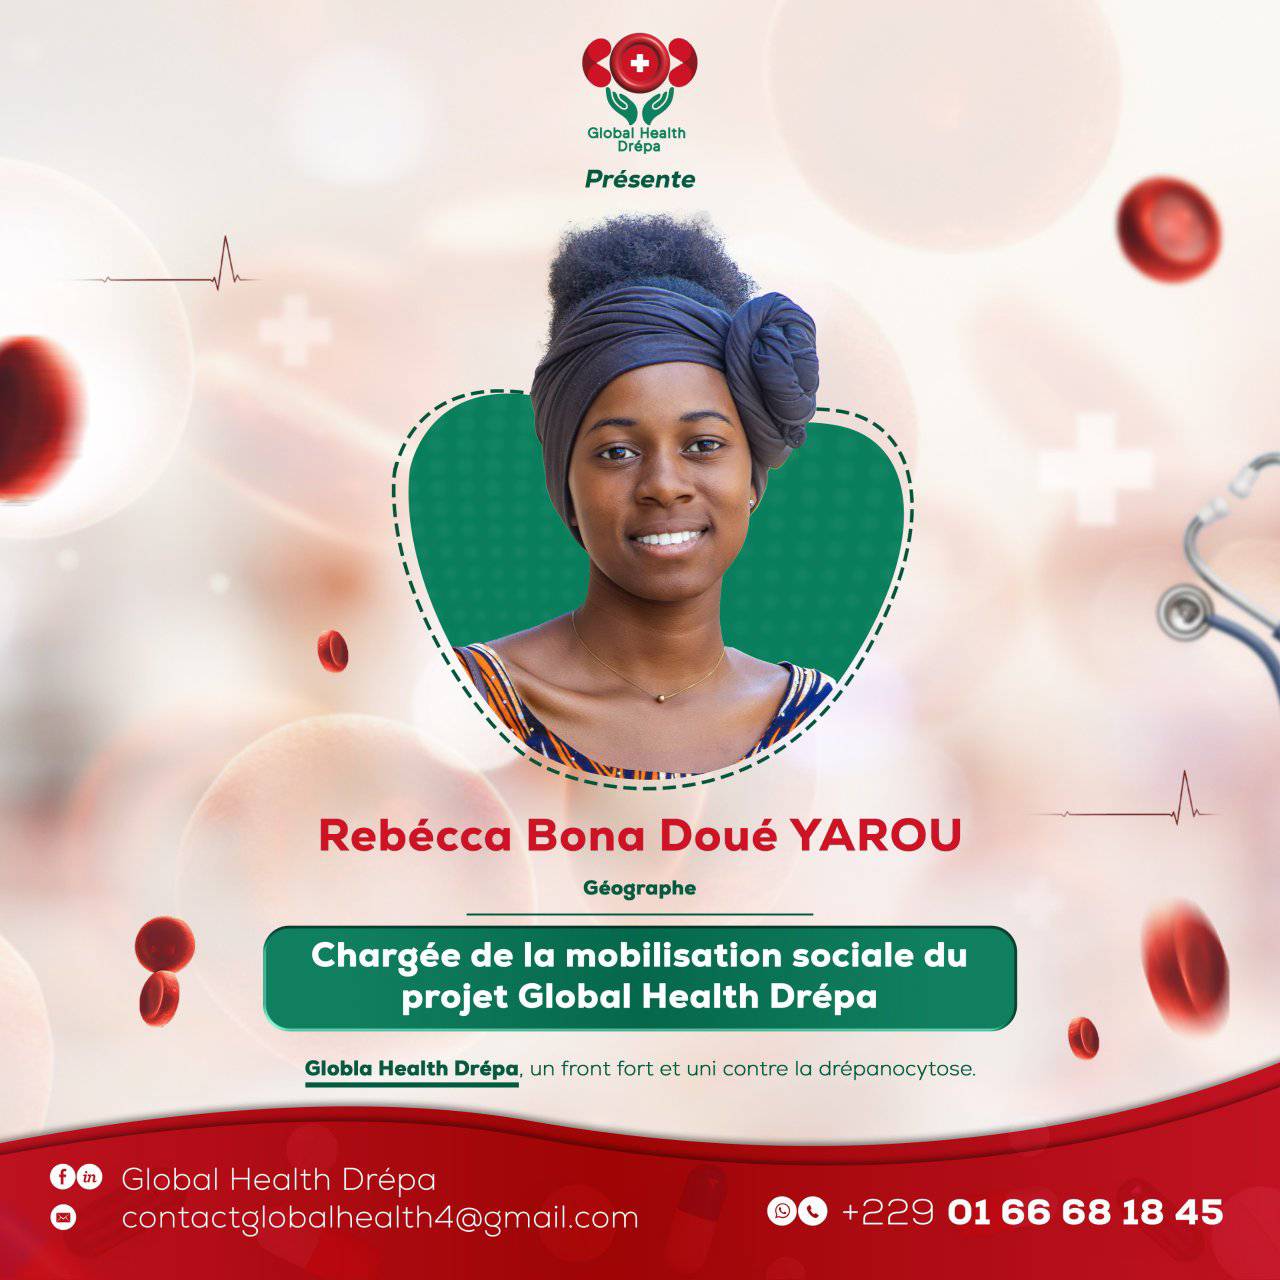 Global Health
Drépa
Présente
Rebécca Bona Doué YAROU
Géographe
Chargée de la mobilisation sociale du
projet Global Health Drépa
Globla Health Drépa, un front fort et uni contre la drépanocytose.
f in Global Health Drépa
contactglobalhealth4@gmail.com
+229 01 66 68 18 45